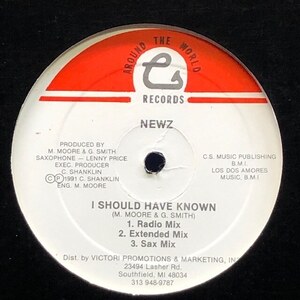 AROUND THE WORLD
Cs
RECORDS
NEWZ
PRODUCED BY
M. MOORE & G. SMITH
SAXOPHONE - LENNY PRICE
EXEC. PRODUCER
C. SHANKLIN
© ℗ 1991 C. SHANKLIN
ENG. M. MOORE
C.S. MUSIC PUBLISHING
B.M.I.
LOS DOS AMORES
MUSIC, B.M.I.
I SHOULD HAVE KNOWN
(M. MOORE & G. SMITH)
1. Radio Mix
2. Extended Mix
3. Sax Mix
Dist. by VICTORI PROMOTIONS & MARKETING, INC.
23494 Lasher Rd.
Southfield, MI 48034
313 948-9787